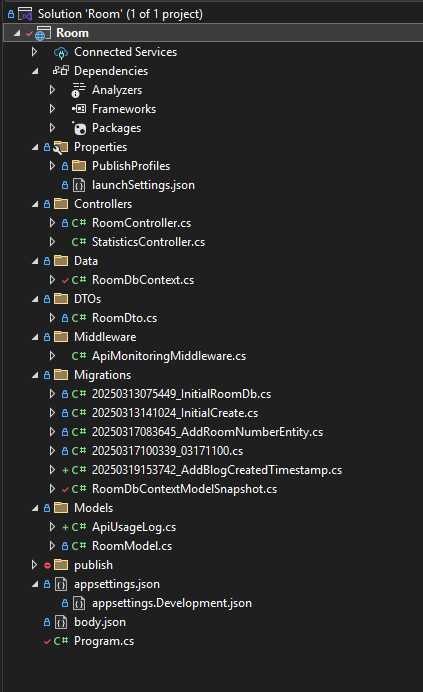 Solution 'Room' (1 of 1 project)
Room
Connected Services
Dependencies
Analyzers
Frameworks
Packages
Properties
PublishProfiles
launchSettings.json
Controllers
C# RoomController.cs
C# StatisticsController.cs
Data
C# RoomDbContext.cs
DTOs
C# RoomDto.cs
Middleware
C# ApiMonitoringMiddleware.cs
Migrations
C# 20250313075449_InitialRoomDb.cs
C# 20250313141024_InitialCreate.cs
C# 20250317083645_AddRoomNumberEntity.cs
C# 20250317100339_03171100.cs
C# 20250319153742_AddBlogCreatedTimestamp.cs
C# RoomDbContextModelSnapshot.cs
Models
C# ApiUsageLog.cs
C# RoomModel.cs
publish
appsettings.json
appsettings.Development.json
body.json
C# Program.cs